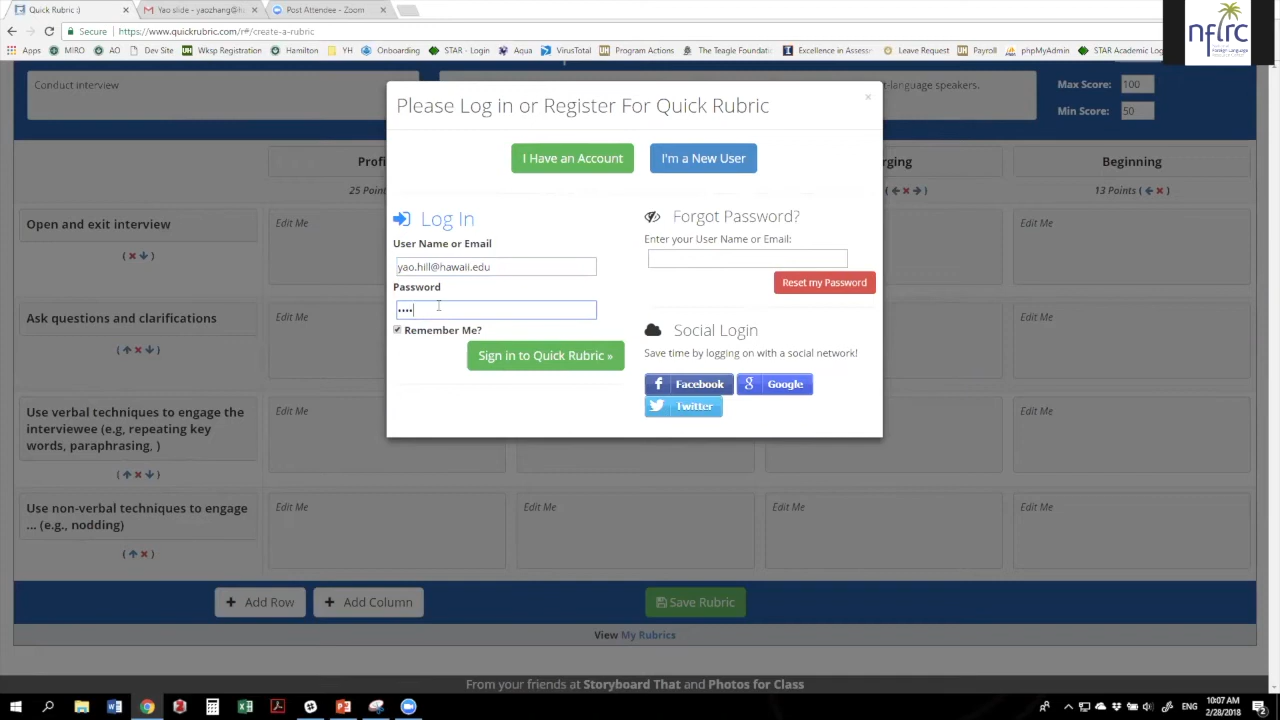 Quick Rubric :)
Yao slide - yaozhang@h
Post Attendee - Zoom
Secure
https://www.quickrubric.com/r#/create-a-rubric
Apps
MIRO
AO
Dev Site
Wksp Registration
Hamilton
YH
Onboarding
STAR - Login
Aqua
VirusTotal
Program Actions
The Teagle Foundatio
Excellence in Assessm
Leave Request
Payroll
phpMyAdmin
STAR Academic Log
nflrc
Conduct interview
t-language speakers.
Max Score: 100
Min Score: 50
Please Log in or Register For Quick Rubric
×
I Have an Account
I'm a New User
Profi
rging
Beginning
25 Points
13 Points
Open and exit interview
Edit Me
Edit Me
Log In
User Name or Email
yao.hill@hawaii.edu
Password
Remember Me?
Sign in to Quick Rubric »
Forgot Password?
Enter your User Name or Email:
Reset my Password
Social Login
Save time by logging on with a social network!
Facebook
Google
Twitter
Ask questions and clarifications
Edit Me
Edit Me
Use verbal techniques to engage the
interviewee (e.g, repeating key
words, paraphrasing, )
Edit Me
Edit Me
Use non-verbal techniques to engage
... (e.g., nodding)
Edit Me
Edit Me
Edit Me
Edit Me
Add Row
Add Column
Save Rubric
View My Rubrics
From your friends at Storyboard That and Photos for Class
ENG
10:07 AM
2/28/2018